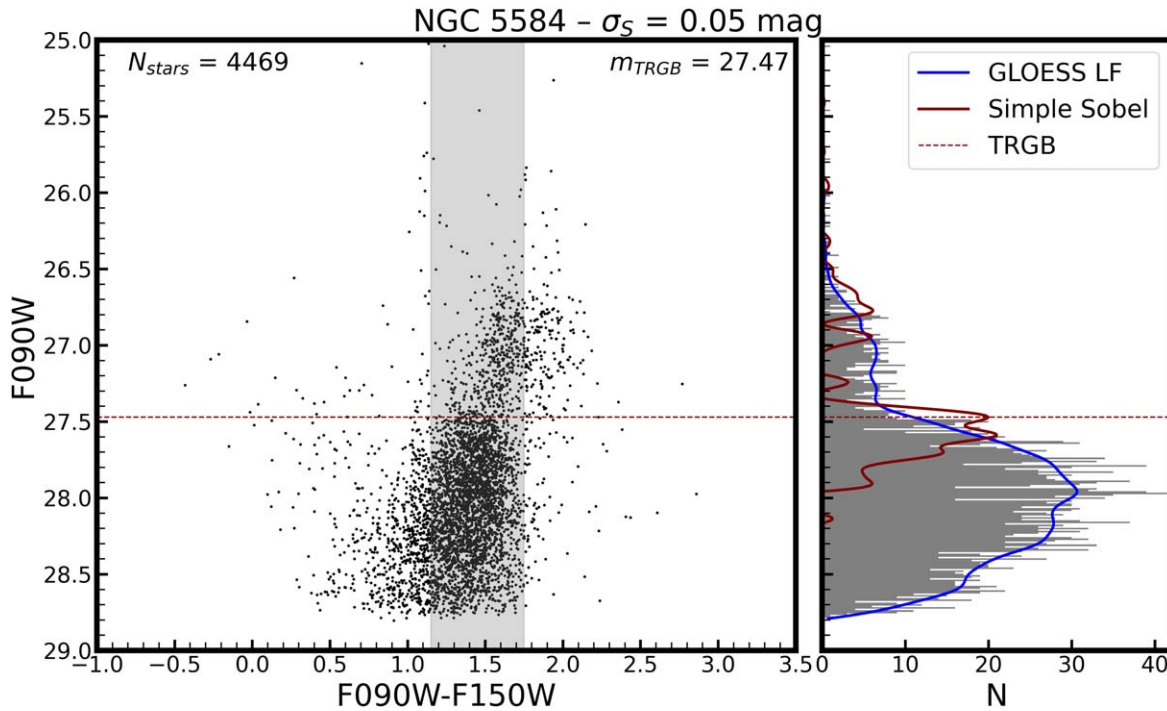 NGC 5584 – σ_S = 0.05 mag
N_stars = 4469
m_TRGB = 27.47
25.0
25.5
26.0
26.5
27.0
27.5
28.0
28.5
29.0
F090W
−1.0 −0.5 0.0 0.5 1.0 1.5 2.0 2.5 3.0 3.5
F090W-F150W
GLOESS LF
Simple Sobel
TRGB
0 10 20 30 40
N